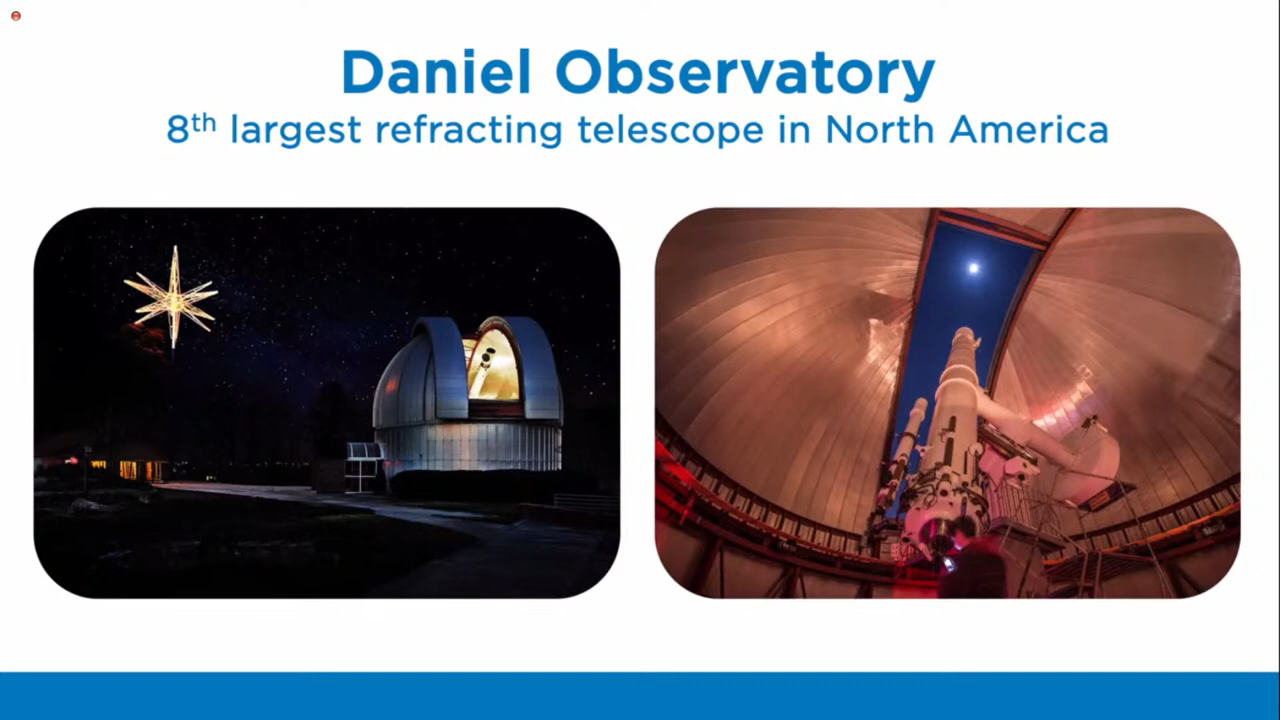 Daniel Observatory
8th largest refracting telescope in North America